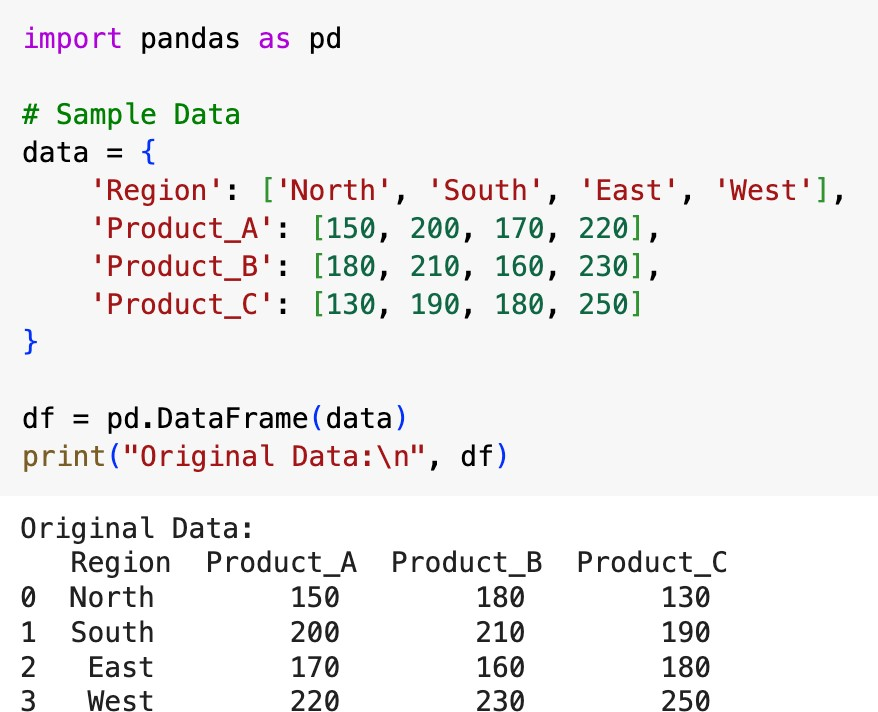 import pandas as pd
# Sample Data
data = {
    'Region': ['North', 'South', 'East', 'West'],
    'Product_A': [150, 200, 170, 220],
    'Product_B': [180, 210, 160, 230],
    'Product_C': [130, 190, 180, 250]
}
df = pd.DataFrame(data)
print("Original Data:\n", df)
Original Data:
   Region  Product_A  Product_B  Product_C
0  North        150        180        130
1  South        200        210        190
2   East        170        160        180
3   West        220        230        250